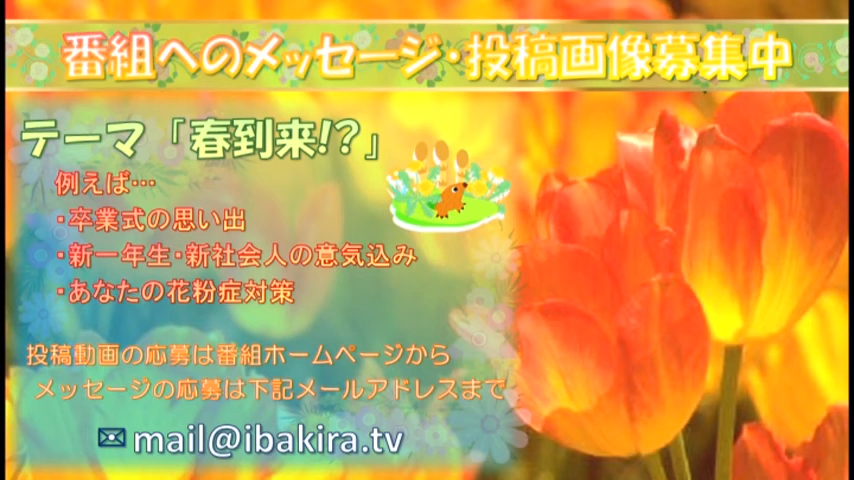 番組へのメッセージ・投稿画像募集中
テーマ「春到来!?」
例えば…
・卒業式の思い出
・新一年生・新社会人の意気込み
・あなたの花粉症対策
投稿動画の応募は番組ホームページから
メッセージの応募は下記メールアドレスまで
mail@ibakira.tv